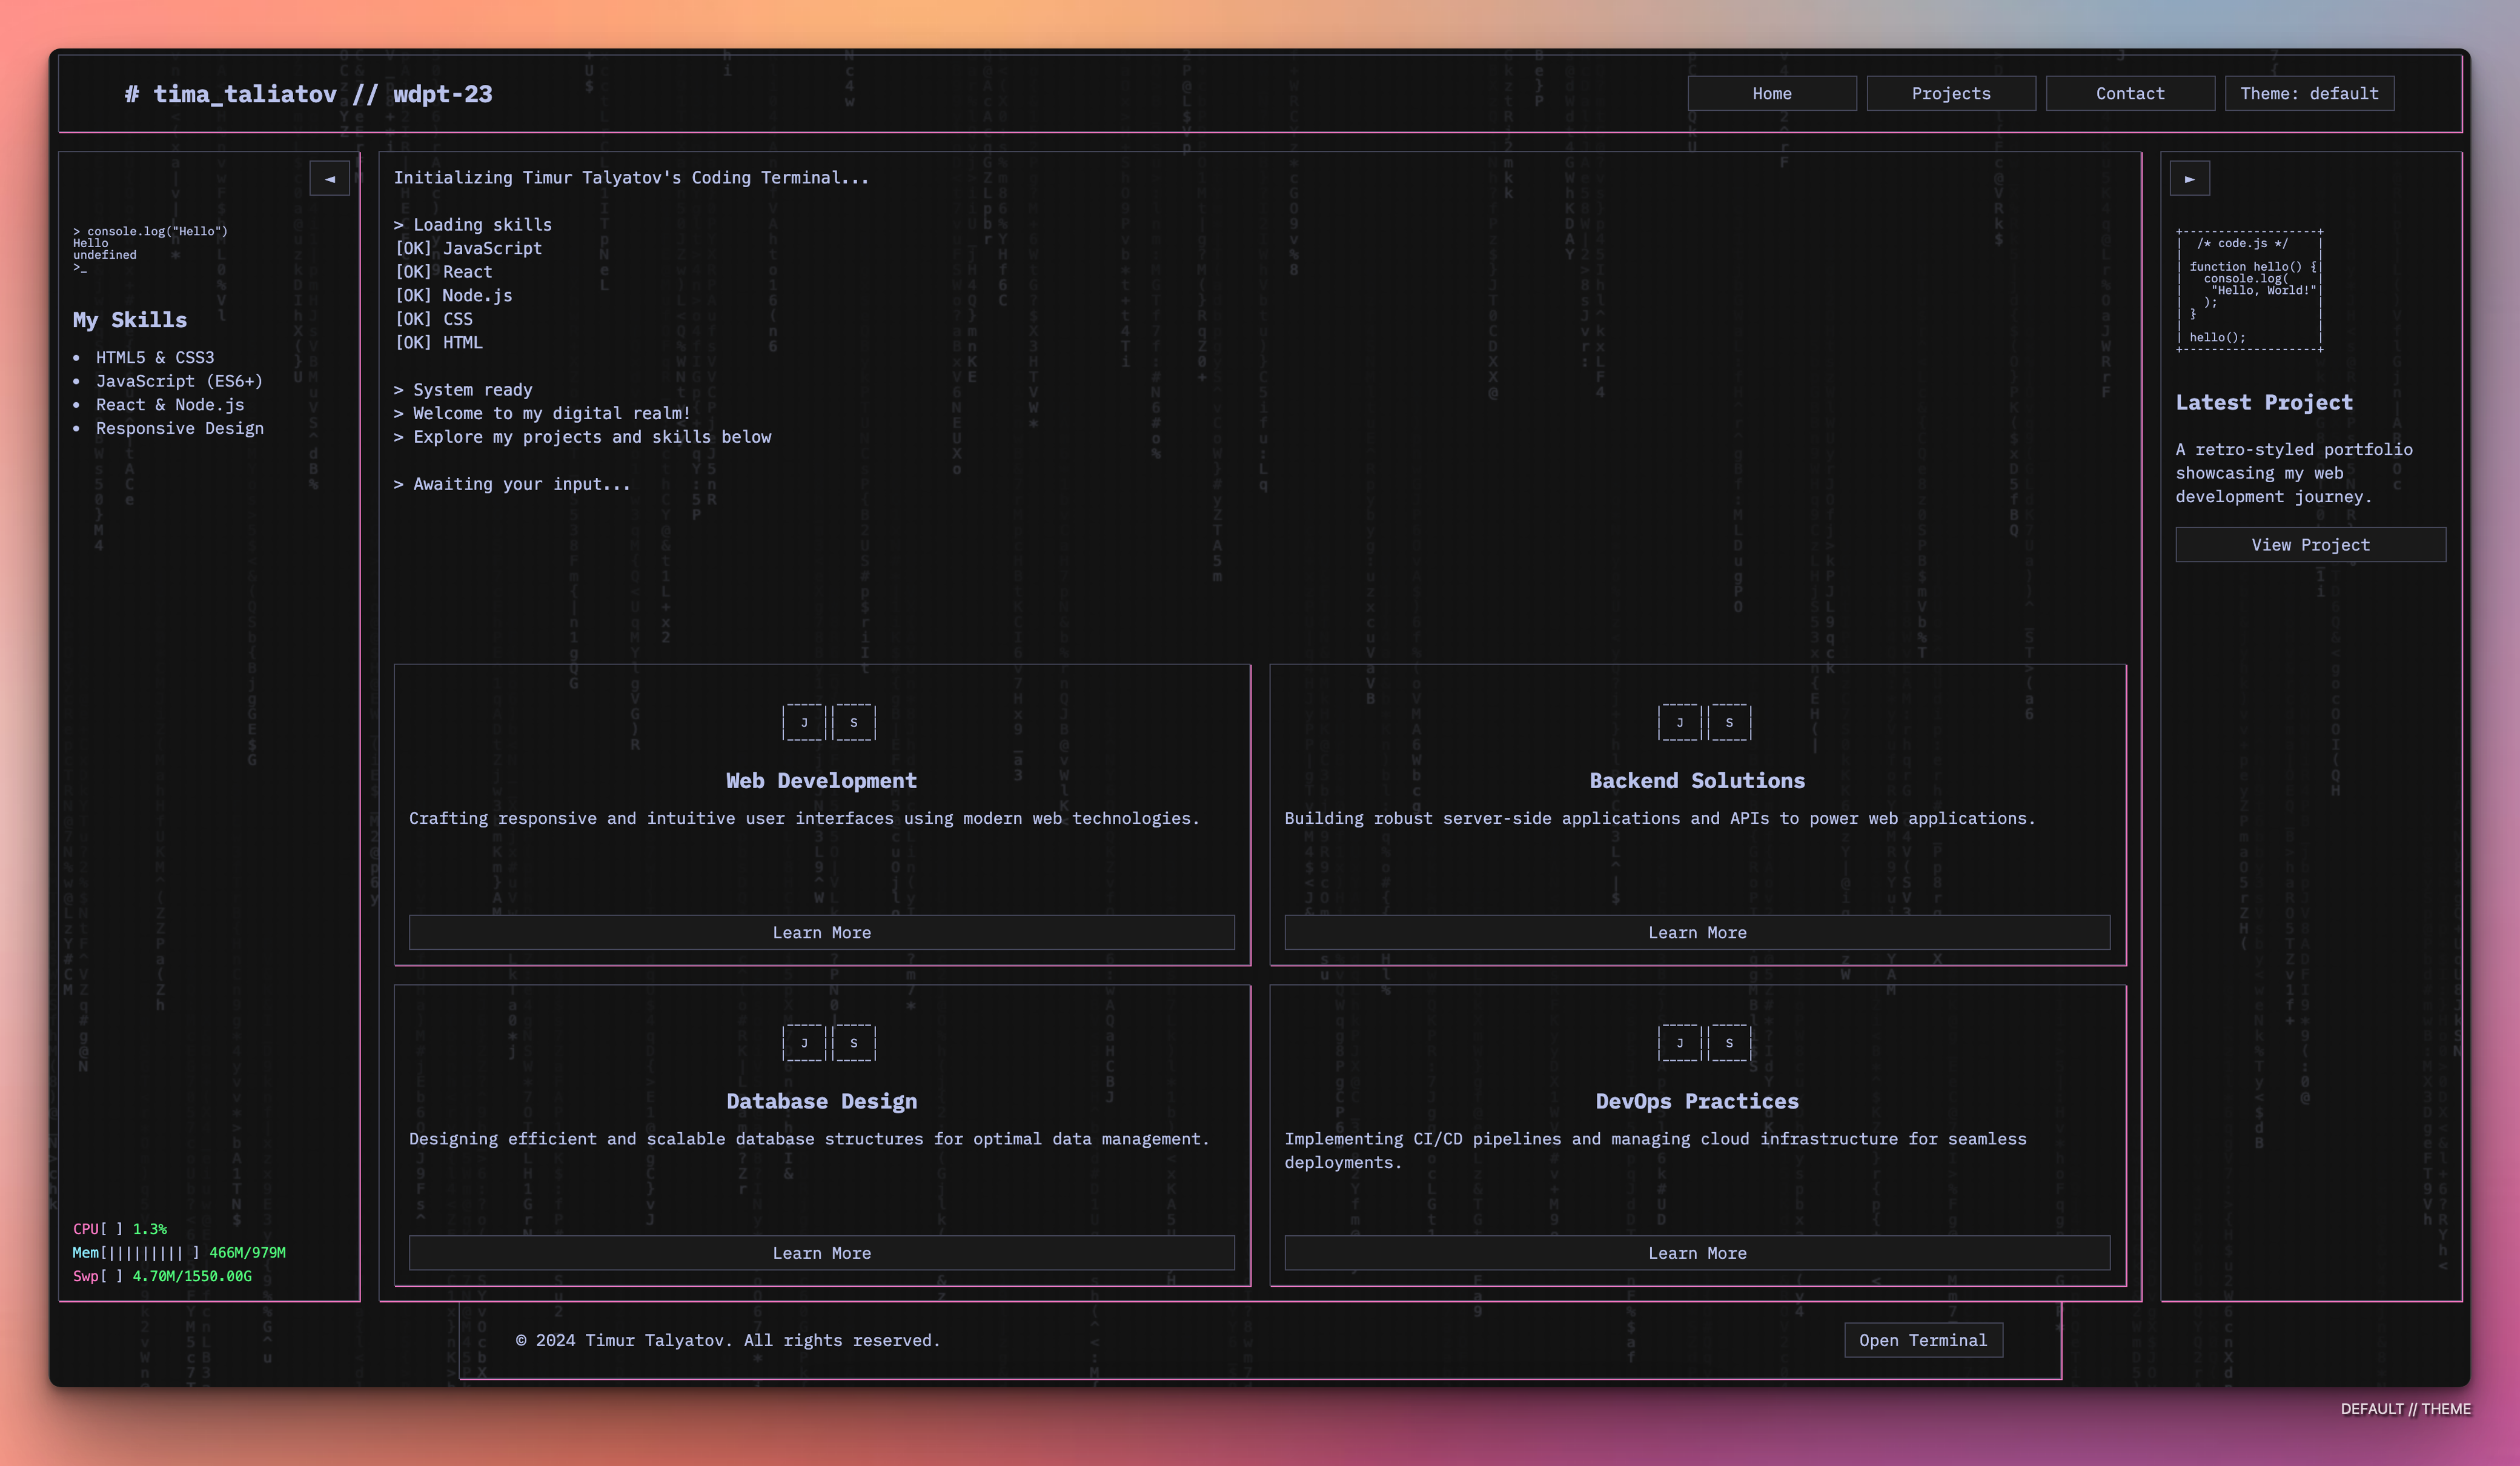 # tima_taliatov // wdpt-23
Home
Projects
Contact
Theme: default
◄
> console.log("Hello")
Hello
undefined
>_
My Skills
• HTML5 & CSS3
• JavaScript (ES6+)
• React & Node.js
• Responsive Design
CPU[ ] 1.3%
Mem[||||||||| ] 466M/979M
Swp[ ] 4.70M/1550.00G
Initializing Timur Talyatov's Coding Terminal...
> Loading skills
[OK] JavaScript
[OK] React
[OK] Node.js
[OK] CSS
[OK] HTML
> System ready
> Welcome to my digital realm!
> Explore my projects and skills below
> Awaiting your input...
J S
Web Development
Crafting responsive and intuitive user interfaces using modern web technologies.
Learn More
J S
Backend Solutions
Building robust server-side applications and APIs to power web applications.
Learn More
J S
Database Design
Designing efficient and scalable database structures for optimal data management.
Learn More
J S
DevOps Practices
Implementing CI/CD pipelines and managing cloud infrastructure for seamless
deployments.
Learn More
►
/* code.js */
function hello() {
console.log(
"Hello, World!"
);
}
hello();
Latest Project
A retro-styled portfolio
showcasing my web
development journey.
View Project
© 2024 Timur Talyatov. All rights reserved.
Open Terminal
DEFAULT // THEME